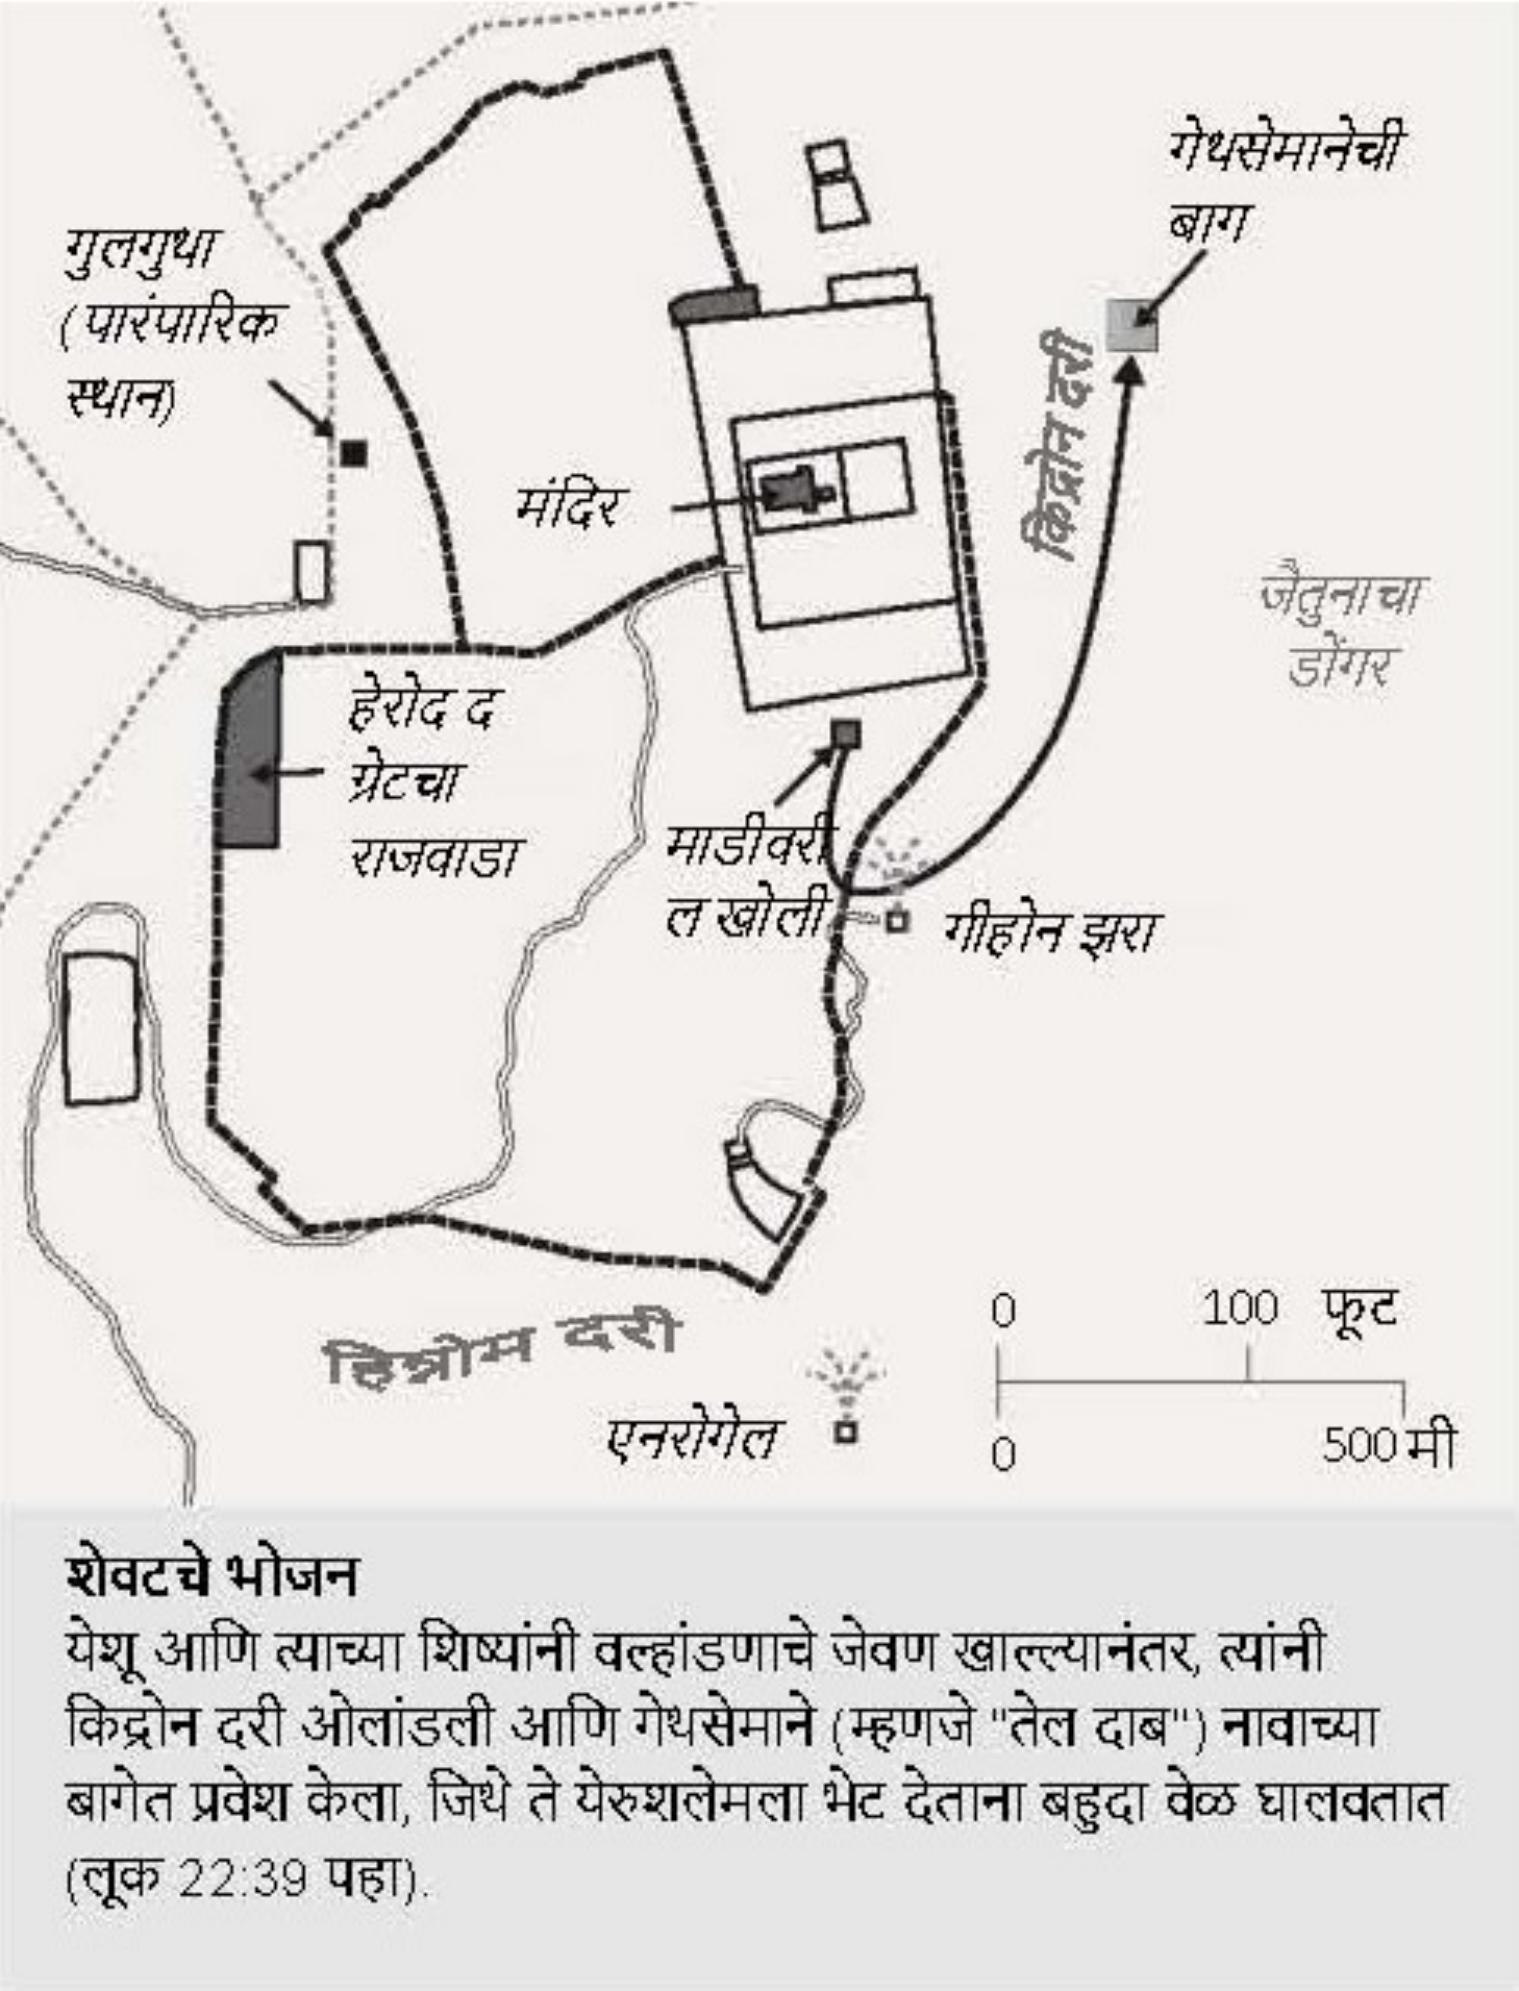 गेथसेमानेची
बाग
गुलगुथा
(पारंपारिक
स्थान)
किद्रोन दरी
मंदिर
जैतुनाचा
डोंगर
हेरोद द
ग्रेटचा
राजवाडा
माडीवरी
ल खोली
गीहोन झरा
हिन्नोम दरी
एनरोगेल
0 100 फूट
0 500 मी
शेवटचे भोजन
येशू आणि त्याच्या शिष्यांनी वल्हांडणाचे जेवण खाल्ल्यानंतर, त्यांनी
किद्रोन दरी ओलांडली आणि गेथसेमाने (म्हणजे "तेल दाब") नावाच्या
बागेत प्रवेश केला, जिथे ते येरुशलेमला भेट देताना बहुदा वेळ घालवतात
(लूक 22:39 पहा).